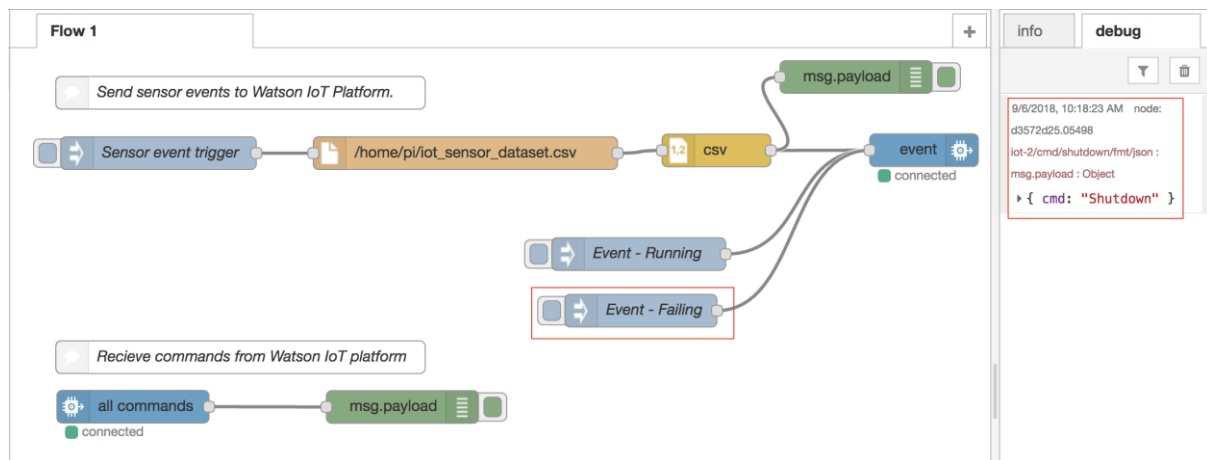 Flow 1
Send sensor events to Watson IoT Platform.
msg.payload
Sensor event trigger
/home/pi/iot_sensor_dataset.csv
1,2
csv
event
connected
Event - Running
Event - Failing
Recieve commands from Watson IoT platform
all commands
msg.payload
connected
info
debug
9/6/2018, 10:18:23 AM node:
d3572d25.05498
iot-2/cmd/shutdown/fmt/json :
msg.payload : Object
{ cmd: "Shutdown" }